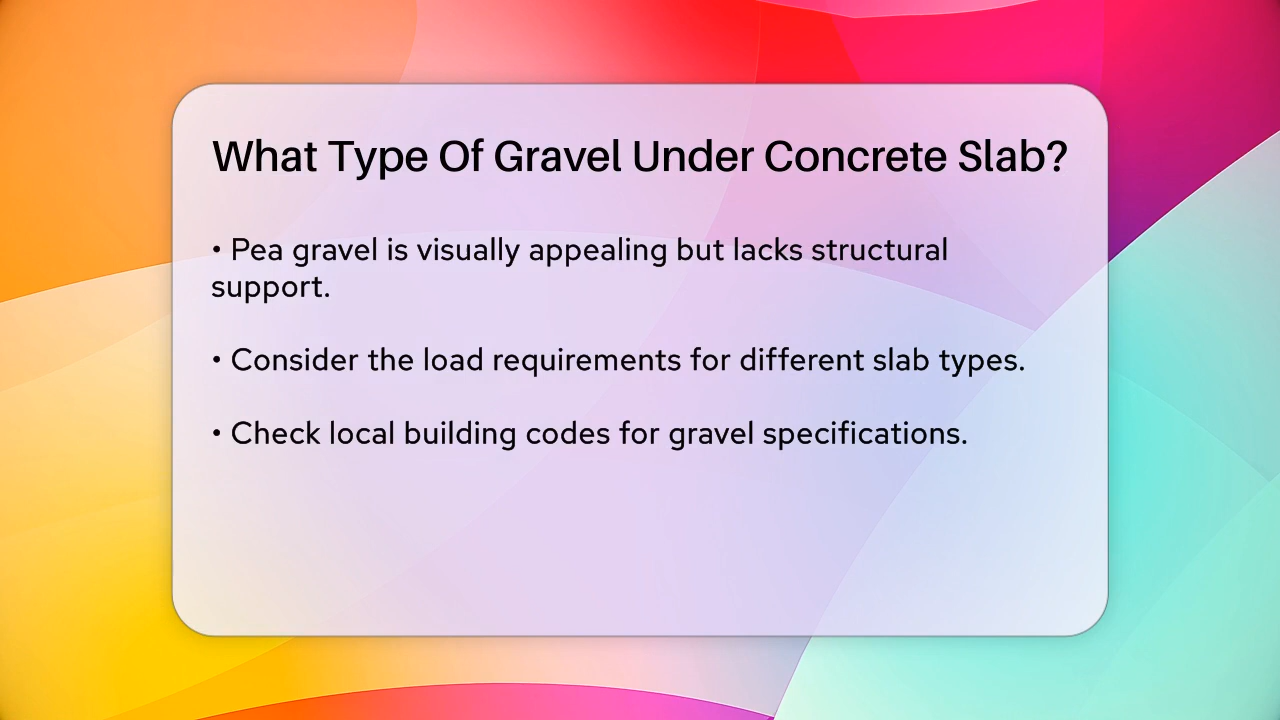 What Type Of Gravel Under Concrete Slab?
• Pea gravel is visually appealing but lacks structural
support.
• Consider the load requirements for different slab types.
• Check local building codes for gravel specifications.